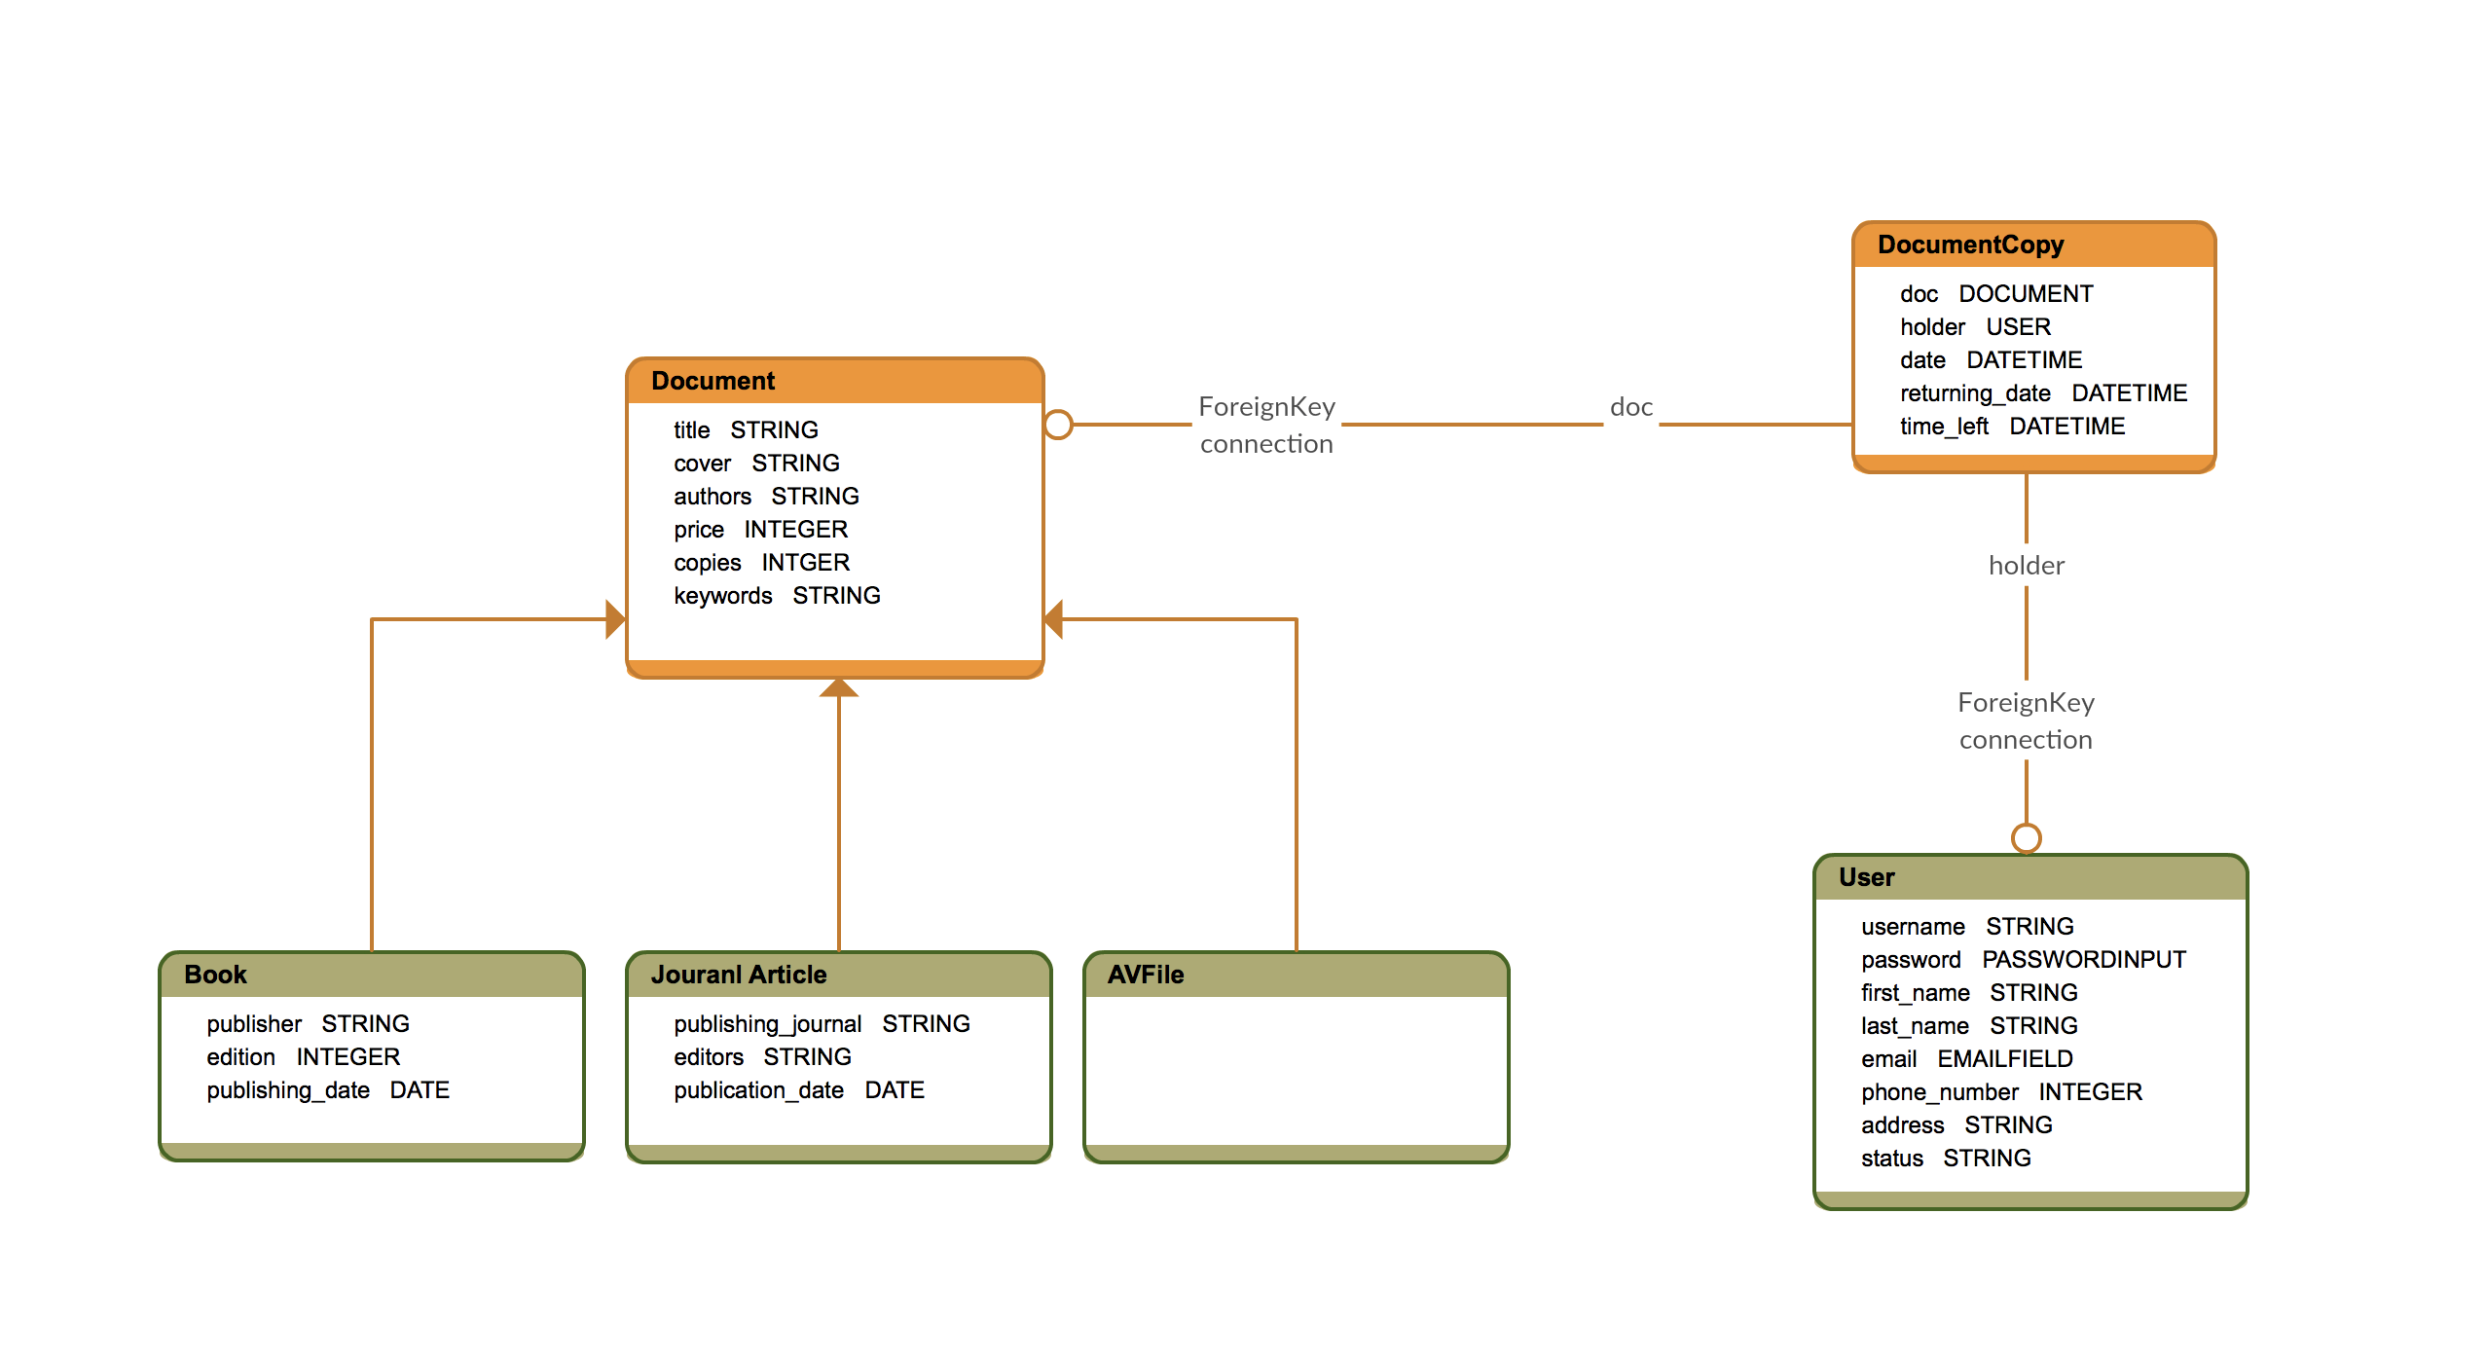 DocumentCopy
doc DOCUMENT
holder USER
date DATETIME
returning_date DATETIME
time_left DATETIME
Document
title STRING
cover STRING
authors STRING
price INTEGER
copies INTGER
keywords STRING
ForeignKey
connection
doc
holder
ForeignKey
connection
User
username STRING
password PASSWORDINPUT
first_name STRING
last_name STRING
email EMAILFIELD
phone_number INTEGER
address STRING
status STRING
Book
publisher STRING
edition INTEGER
publishing_date DATE
Jouranl Article
publishing_journal STRING
editors STRING
publication_date DATE
AVFile